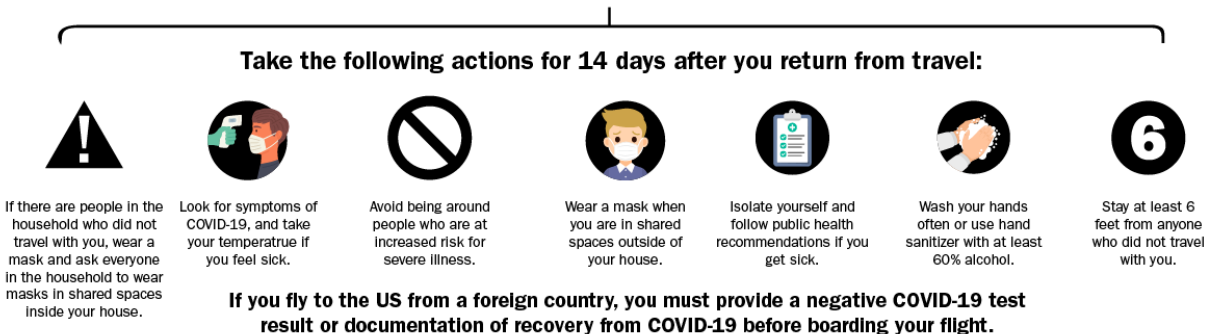 Take the following actions for 14 days after you return from travel:
!
6
If there are people in the
household who did not
travel with you, wear a
mask and ask everyone
in the household to wear
masks in shared spaces
inside your house.
Look for symptoms of
COVID-19, and take
your temperatrue if
you feel sick.
Avoid being around
people who are at
increased risk for
severe illness.
Wear a mask when
you are in shared
spaces outside of
your house.
Isolate yourself and
follow public health
recommendations if you
get sick.
Wash your hands
often or use hand
sanitizer with at least
60% alcohol.
Stay at least 6
feet from anyone
who did not travel
with you.
If you fly to the US from a foreign country, you must provide a negative COVID-19 test
result or documentation of recovery from COVID-19 before boarding your flight.